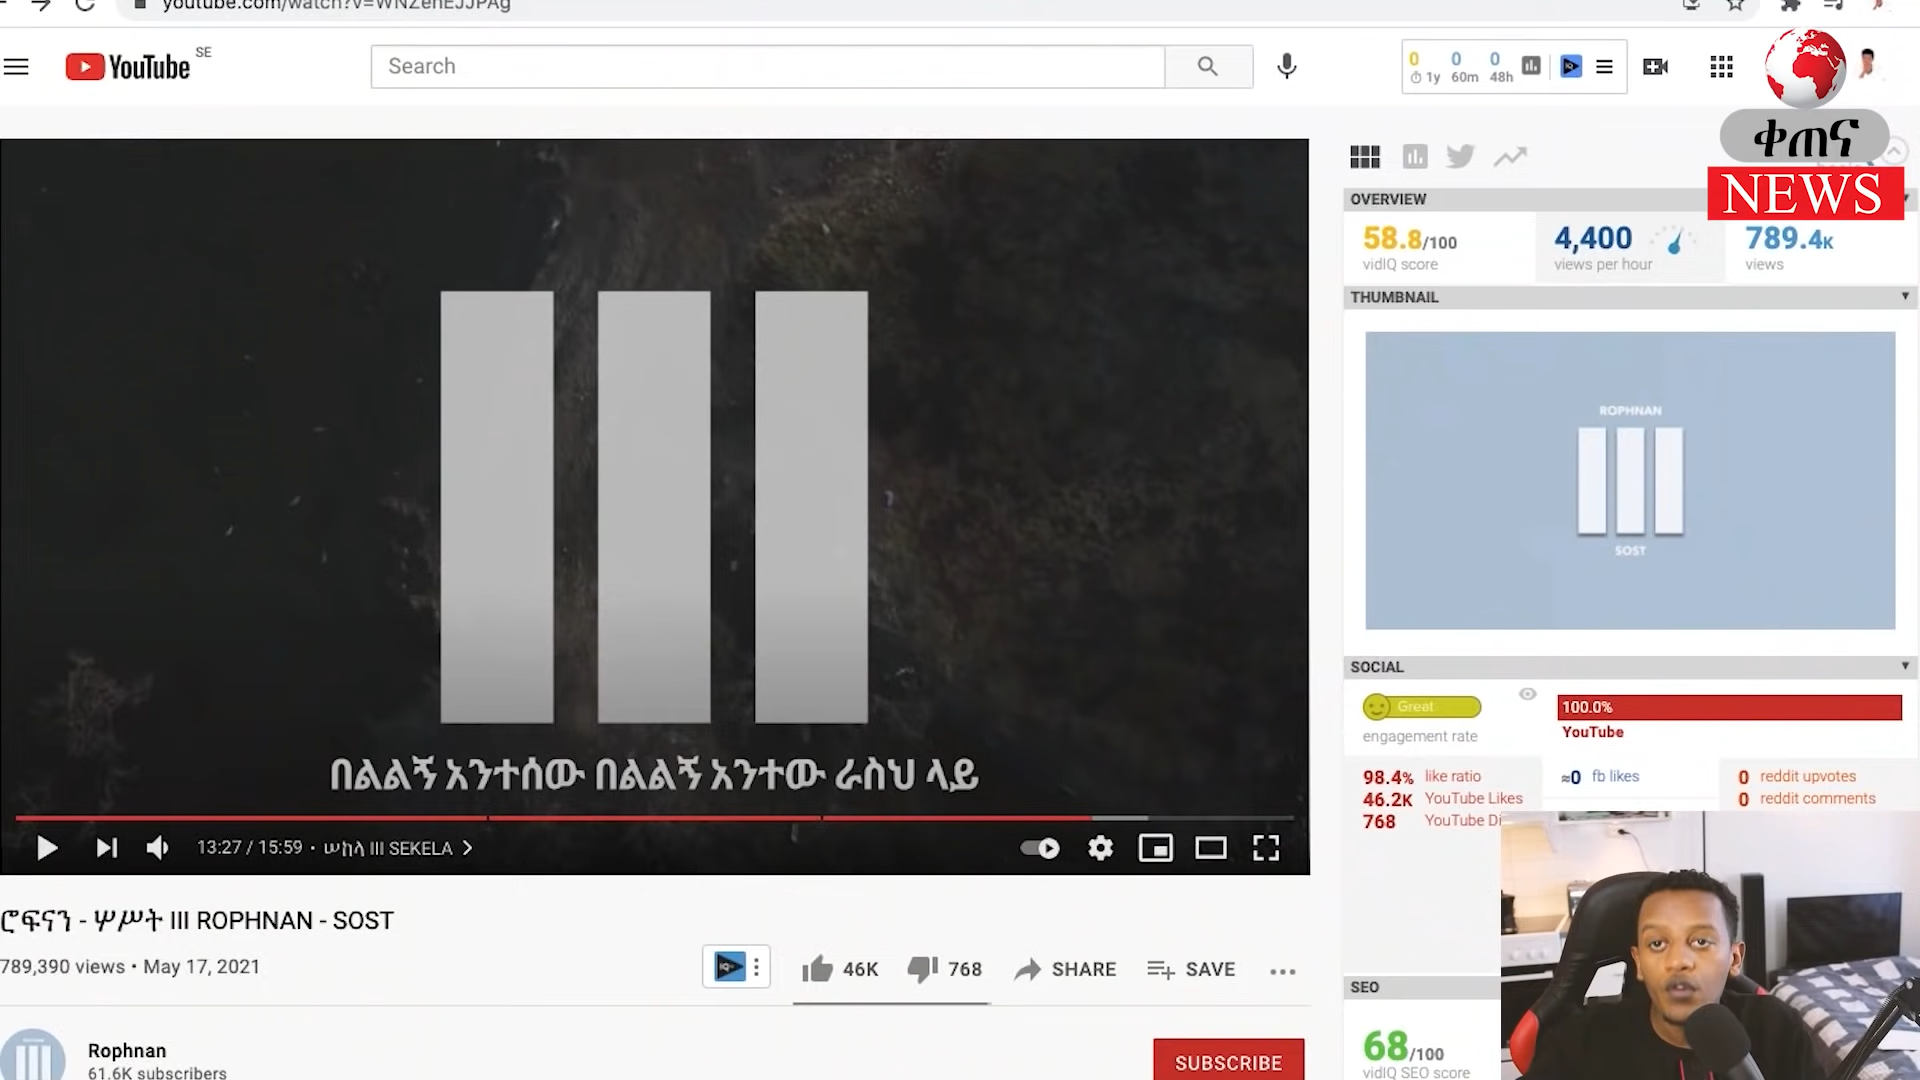 youtube.com/watch?v=WNZenEJJPAg
YouTube SE
Search
0 0 0
1y 60m 48h
ቀጠና
NEWS
OVERVIEW
58.8/100 4,400 789.4K
vidIQ score views per hour views
THUMBNAIL
ROPHNAN
SOST
SOCIAL
Great
engagement rate
100.0%
YouTube
98.4% like ratio
46.2K YouTube Likes
768 YouTube Di
≈0 fb likes
0 reddit upvotes
0 reddit comments
SEO
68/100
vidIQ SEO score
በልልኝ አንተሰው በልልኝ አንተው ራስህ ላይ
13:27 / 15:59 • ሠከላ III SEKELA
ሮፍናን - ሦሥት III ROPHNAN - SOST
789,390 views • May 17, 2021
46K 768 SHARE SAVE
Rophnan
61.6K subscribers
SUBSCRIBE